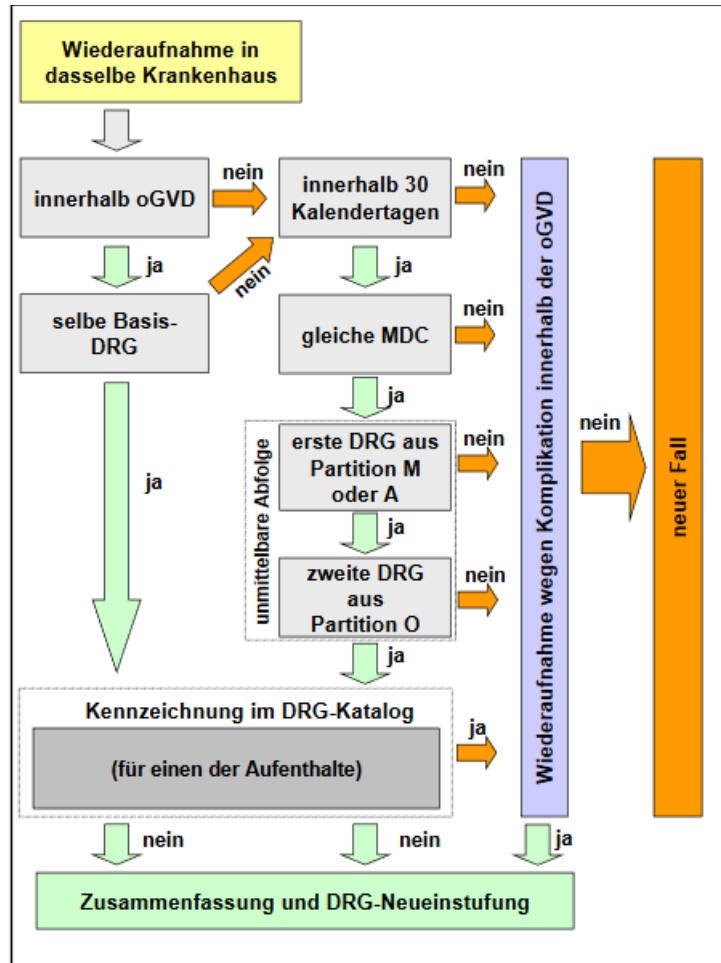 Wiederaufnahme in
dasselbe Krankenhaus
innerhalb oGVD
nein
innerhalb 30
Kalendertagen
nein
ja
nein
ja
selbe Basis-
DRG
gleiche MDC
nein
ja
ja
unmittelbare Abfolge
erste DRG aus
Partition M
oder A
nein
ja
zweite DRG
aus
Partition O
nein
ja
Kennzeichnung im DRG-Katalog
(für einen der Aufenthalte)
ja
Wiederaufnahme wegen Komplikation innerhalb der oGVD
nein
neuer Fall
nein
nein
ja
Zusammenfassung und DRG-Neueinstufung